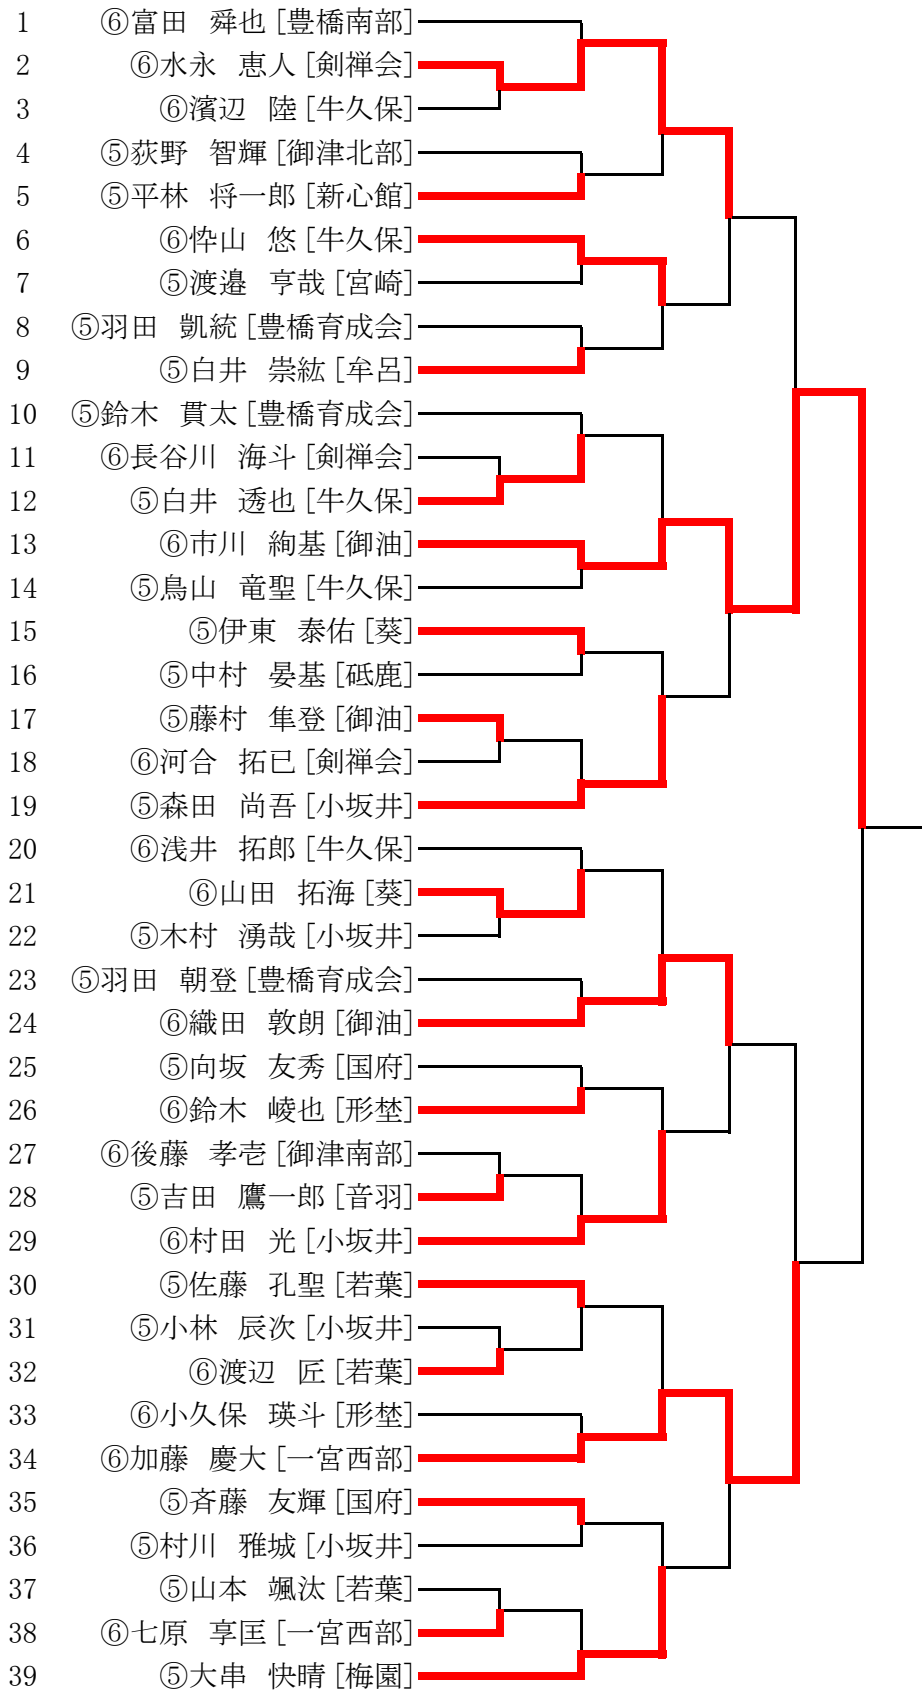 1 ⑥富田 舜也[豊橋南部]
2 ⑥水永 恵人[剣禅会]
3 ⑥濱辺 陸[牛久保]
4 ⑤荻野 智輝[御津北部]
5 ⑤平林 将一郎[新心館]
6 ⑥忰山 悠[牛久保]
7 ⑤渡邉 亨哉[宮崎]
8 ⑤羽田 凱統[豊橋育成会]
9 ⑤白井 崇紘[牟呂]
10 ⑤鈴木 貫太[豊橋育成会]
11 ⑥長谷川 海斗[剣禅会]
12 ⑤白井 透也[牛久保]
13 ⑥市川 絢基[御油]
14 ⑤鳥山 竜聖[牛久保]
15 ⑤伊東 泰佑[葵]
16 ⑤中村 晏基[砥鹿]
17 ⑤藤村 隼登[御油]
18 ⑥河合 拓已[剣禅会]
19 ⑤森田 尚吾[小坂井]
20 ⑥浅井 拓郎[牛久保]
21 ⑥山田 拓海[葵]
22 ⑤木村 湧哉[小坂井]
23 ⑤羽田 朝登[豊橋育成会]
24 ⑥織田 敦朗[御油]
25 ⑤向坂 友秀[国府]
26 ⑥鈴木 崚也[形埜]
27 ⑥後藤 孝壱[御津南部]
28 ⑤吉田 鷹一郎[音羽]
29 ⑥村田 光[小坂井]
30 ⑤佐藤 孔聖[若葉]
31 ⑤小林 辰次[小坂井]
32 ⑥渡辺 匠[若葉]
33 ⑥小久保 瑛斗[形埜]
34 ⑥加藤 慶大[一宮西部]
35 ⑤斉藤 友輝[国府]
36 ⑤村川 雅城[小坂井]
37 ⑤山本 颯汰[若葉]
38 ⑥七原 享匡[一宮西部]
39 ⑤大串 快晴[梅園]